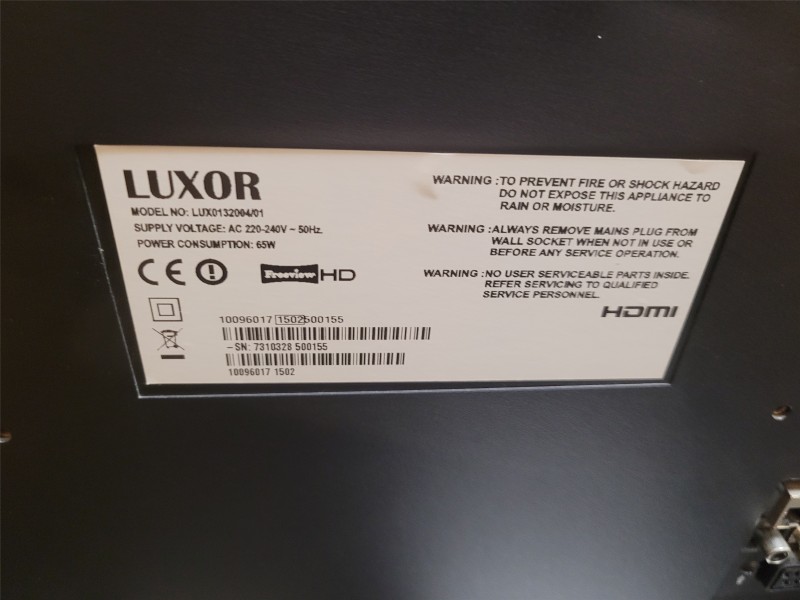 LUXOR
MODEL NO: LUX0132004/01
SUPPLY VOLTAGE: AC 220-240V ~ 50Hz.
POWER CONSUMPTION: 65W
CE
Freeview HD
10096017 1502500155
-SN: 7310328 500155
10096017 1502
WARNING :TO PREVENT FIRE OR SHOCK HAZARD
DO NOT EXPOSE THIS APPLIANCE TO
RAIN OR MOISTURE.
WARNING :ALWAYS REMOVE MAINS PLUG FROM
WALL SOCKET WHEN NOT IN USE OR
BEFORE ANY SERVICE OPERATION.
WARNING :NO USER SERVICEABLE PARTS INSIDE.
REFER SERVICING TO QUALIFIED
SERVICE PERSONNEL.
HDMI